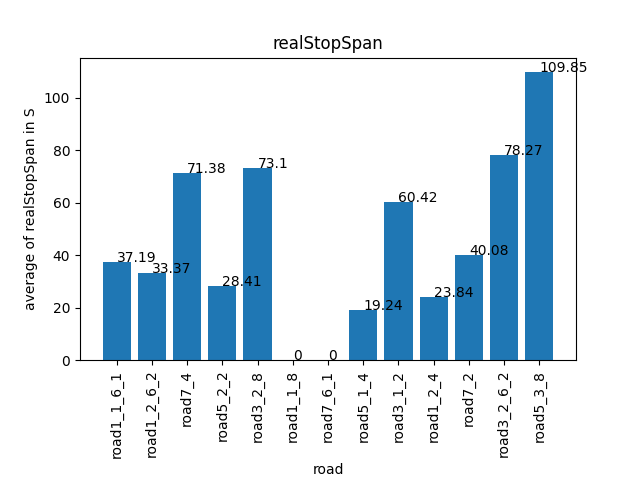 realStopSpan
average of realStopSpan in S
100
80
60
40
20
0
37.19
33.37
71.38
28.41
73.1
0
0
19.24
60.42
23.84
40.08
78.27
109.85
road1_1_6_1
road1_2_6_2
road7_4
road5_2_2
road3_2_8
road1_1_8
road7_6_1
road5_1_4
road3_1_2
road1_2_4
road7_2
road3_2_6_2
road5_3_8
road